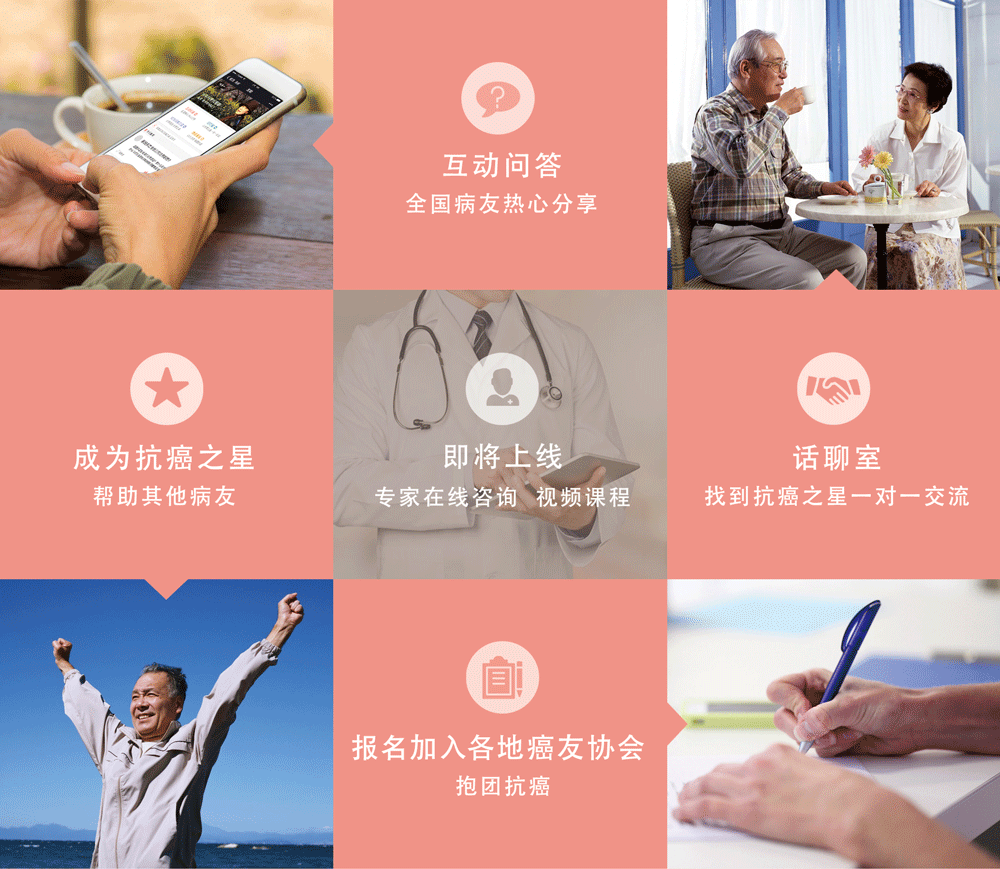 互动问答
全国病友热心分享
成为抗癌之星
帮助其他病友
即将上线
专家在线咨询 视频课程
话聊室
找到抗癌之星一对一交流
报名加入各地癌友协会
抱团抗癌